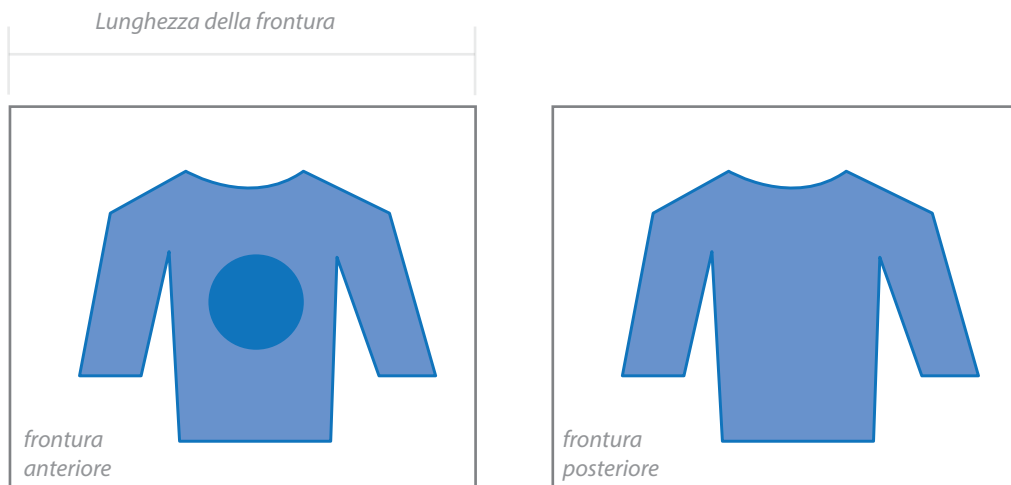 Lunghezza della frontura
frontura
anteriore
frontura
posteriore